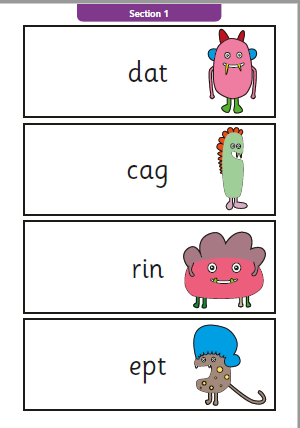 Section 1
dat
cag
rin
ept